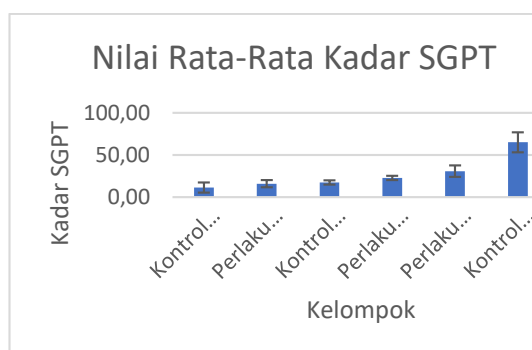 Nilai Rata-Rata Kadar SGPT
Kadar SGPT
100,00
50,00
0,00
Kontrol...
Perlaku...
Kontrol...
Perlaku...
Perlaku...
Kontrol...
Kelompok